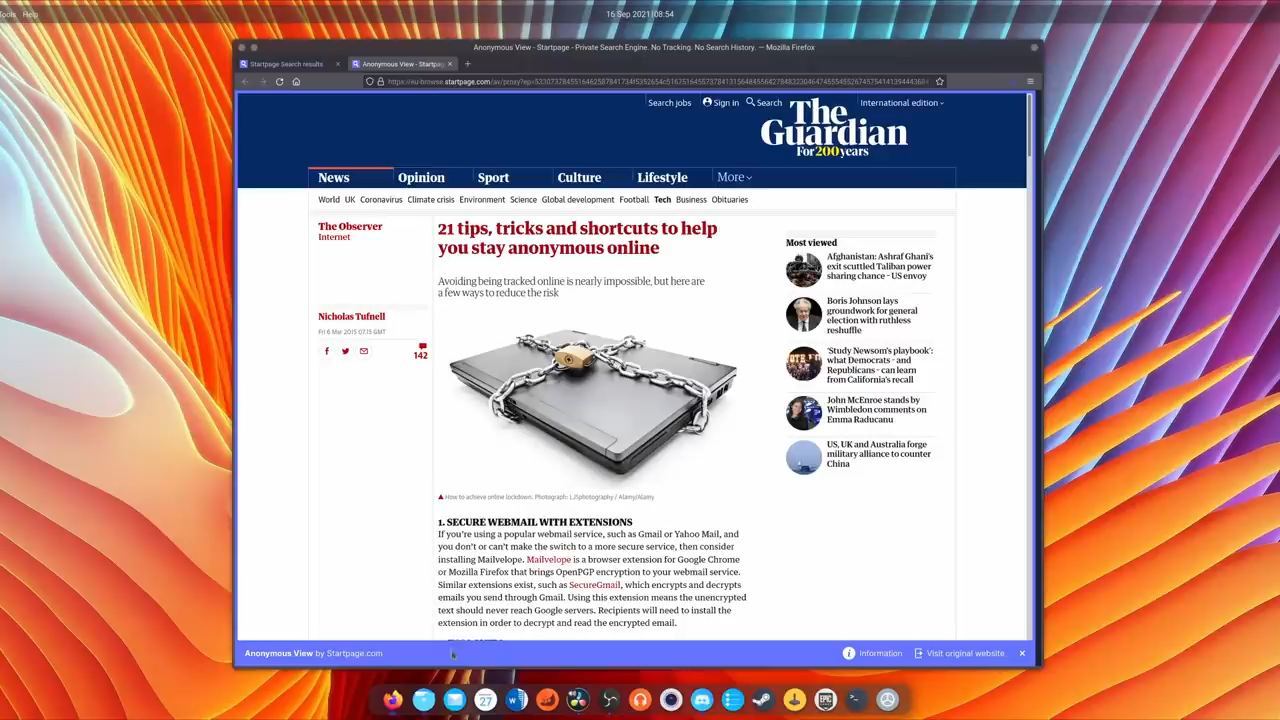 Tools Help
16 Sep 2021|08:54
Anonymous View - Startpage - Private Search Engine. No Tracking. No Search History. — Mozilla Firefox
Startpage Search results
Anonymous View - Startpag
Search jobs
Sign in
Search
International edition
The
Guardian
For 200 years
News
Opinion
Sport
Culture
Lifestyle
More
World UK Coronavirus Climate crisis Environment Science Global development Football Tech Business Obituaries
The Observer
Internet
21 tips, tricks and shortcuts to help
you stay anonymous online
Avoiding being tracked online is nearly impossible, but here are
a few ways to reduce the risk
Nicholas Tufnell
Fri 6 Mar 2015 07.15 GMT
142
How to achieve online lockdown. Photograph: LJSphotography / Alamy/Alamy
1. SECURE WEBMAIL WITH EXTENSIONS
If you're using a popular webmail service, such as Gmail or Yahoo Mail, and
you don't or can't make the switch to a more secure service, then consider
installing Mailvelope. Mailvelope is a browser extension for Google Chrome
or Mozilla Firefox that brings OpenPGP encryption to your webmail service.
Similar extensions exist, such as SecureGmail, which encrypts and decrypts
emails you send through Gmail. Using this extension means the unencrypted
text should never reach Google servers. Recipients will need to install the
extension in order to decrypt and read the encrypted email.
Most viewed
Afghanistan: Ashraf Ghani's
exit scuttled Taliban power
sharing chance – US envoy
Boris Johnson lays
groundwork for general
election with ruthless
reshuffle
'Study Newsom's playbook':
what Democrats – and
Republicans – can learn
from California's recall
John McEnroe stands by
Wimbledon comments on
Emma Raducanu
US, UK and Australia forge
military alliance to counter
China
Anonymous View by Startpage.com
Information
Visit original website
27
W
EPIC